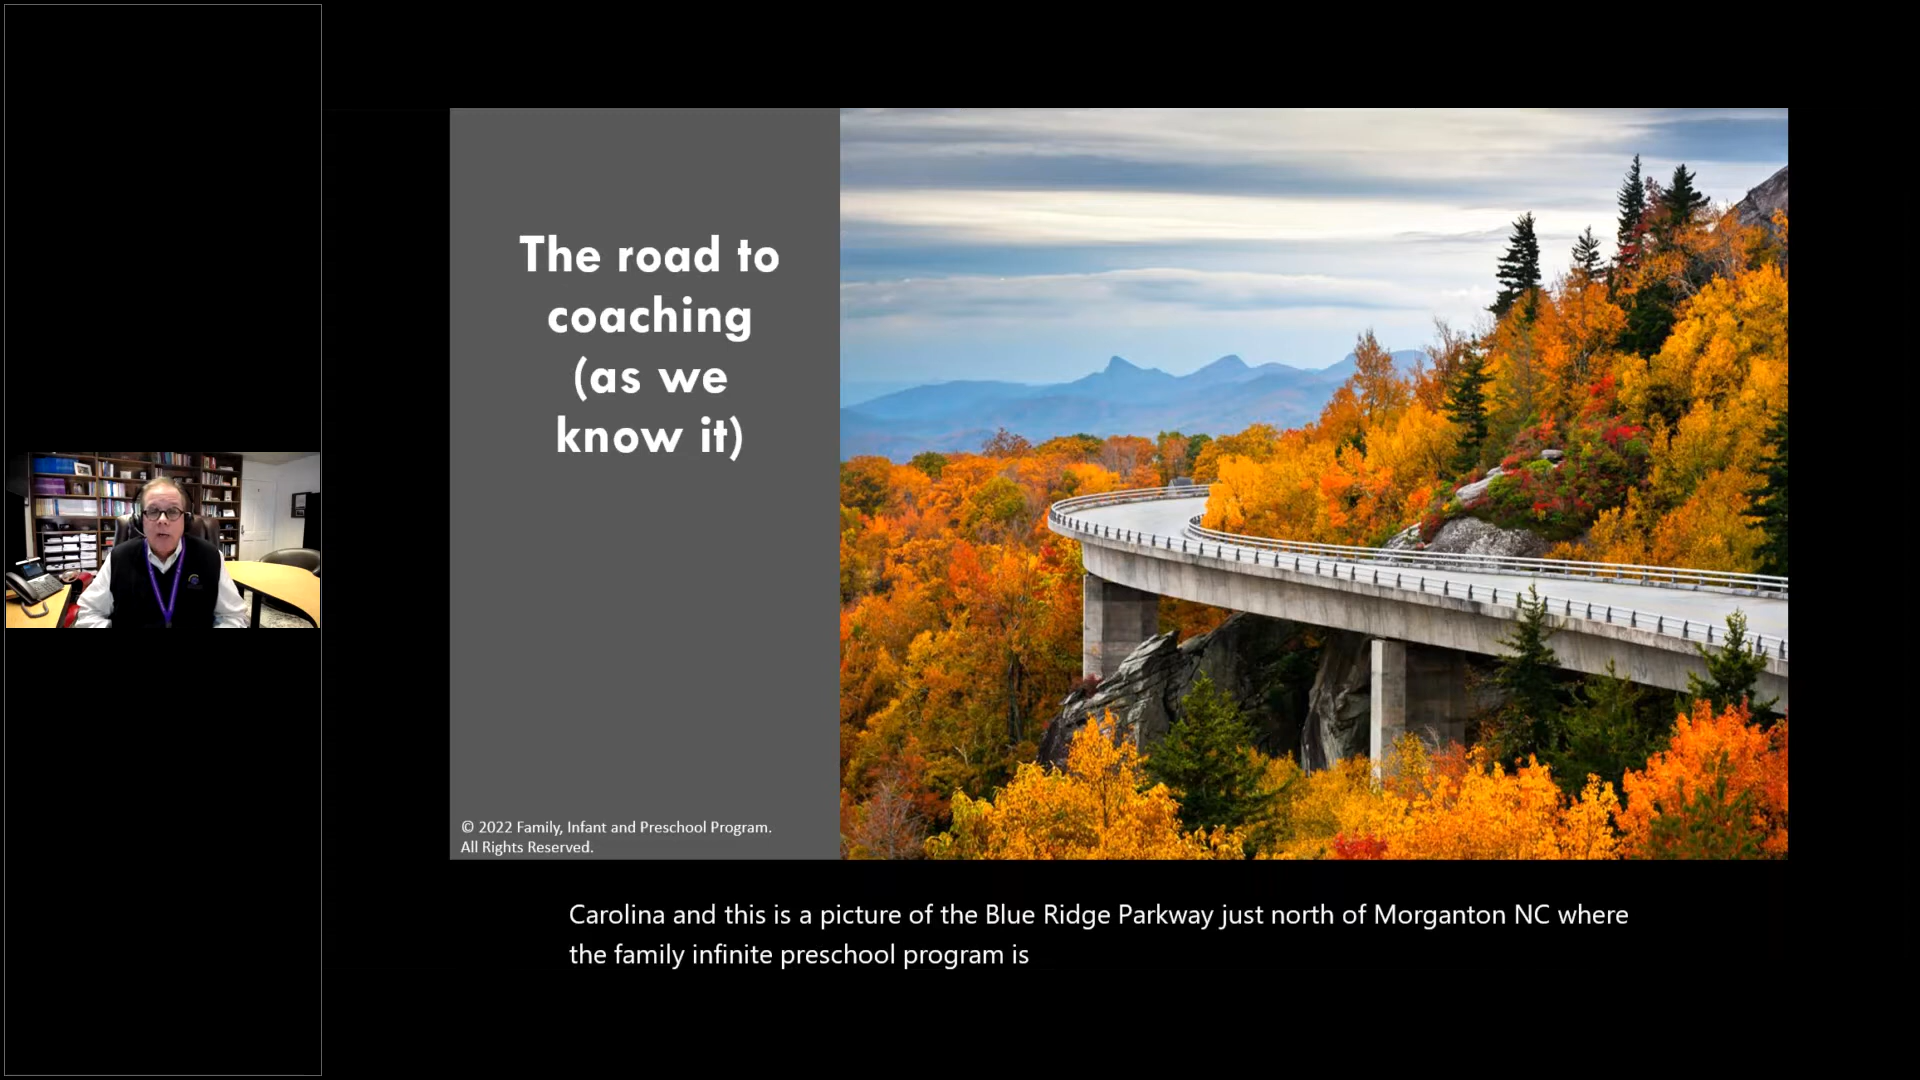 The road to
coaching
(as we
know it)
© 2022 Family, Infant and Preschool Program.
All Rights Reserved.
Carolina and this is a picture of the Blue Ridge Parkway just north of Morganton NC where
the family infinite preschool program is